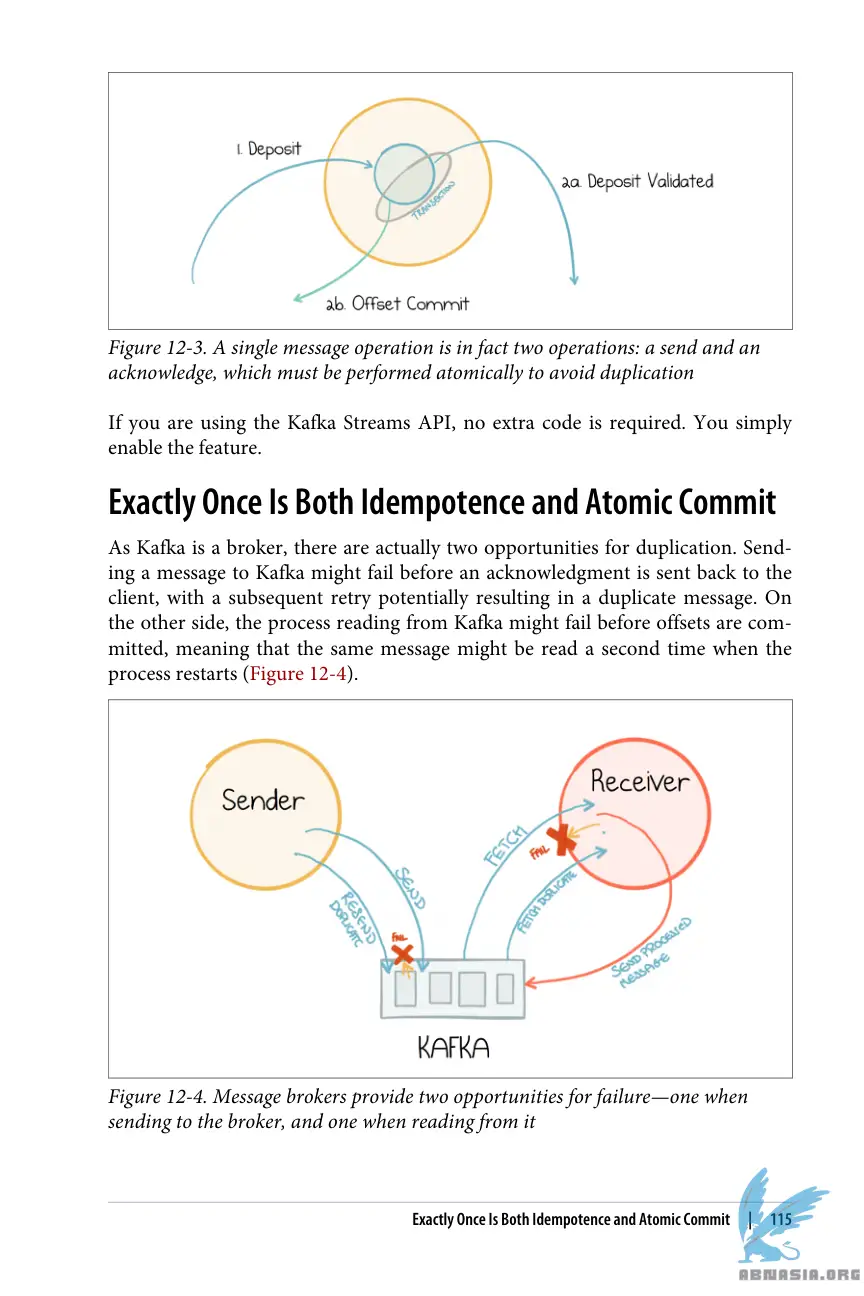 1. Deposit
2a. Deposit Validated
TRANSACTION
2b. Offset Commit
Figure 12-3. A single message operation is in fact two operations: a send and an
acknowledge, which must be performed atomically to avoid duplication
If you are using the Kafka Streams API, no extra code is required. You simply
enable the feature.
Exactly Once Is Both Idempotence and Atomic Commit
As Kafka is a broker, there are actually two opportunities for duplication. Send-
ing a message to Kafka might fail before an acknowledgment is sent back to the
client, with a subsequent retry potentially resulting in a duplicate message. On
the other side, the process reading from Kafka might fail before offsets are com-
mitted, meaning that the same message might be read a second time when the
process restarts (Figure 12-4).
Sender
Receiver
SEND
RESEND
DUPLICATE
FAIL
FETCH
FAIL
FETCH DUPLICATE
SEND PROCESSED
MESSAGE
KAFKA
Figure 12-4. Message brokers provide two opportunities for failure—one when
sending to the broker, and one when reading from it
Exactly Once Is Both Idempotence and Atomic Commit | 115
ABNASIA.ORG